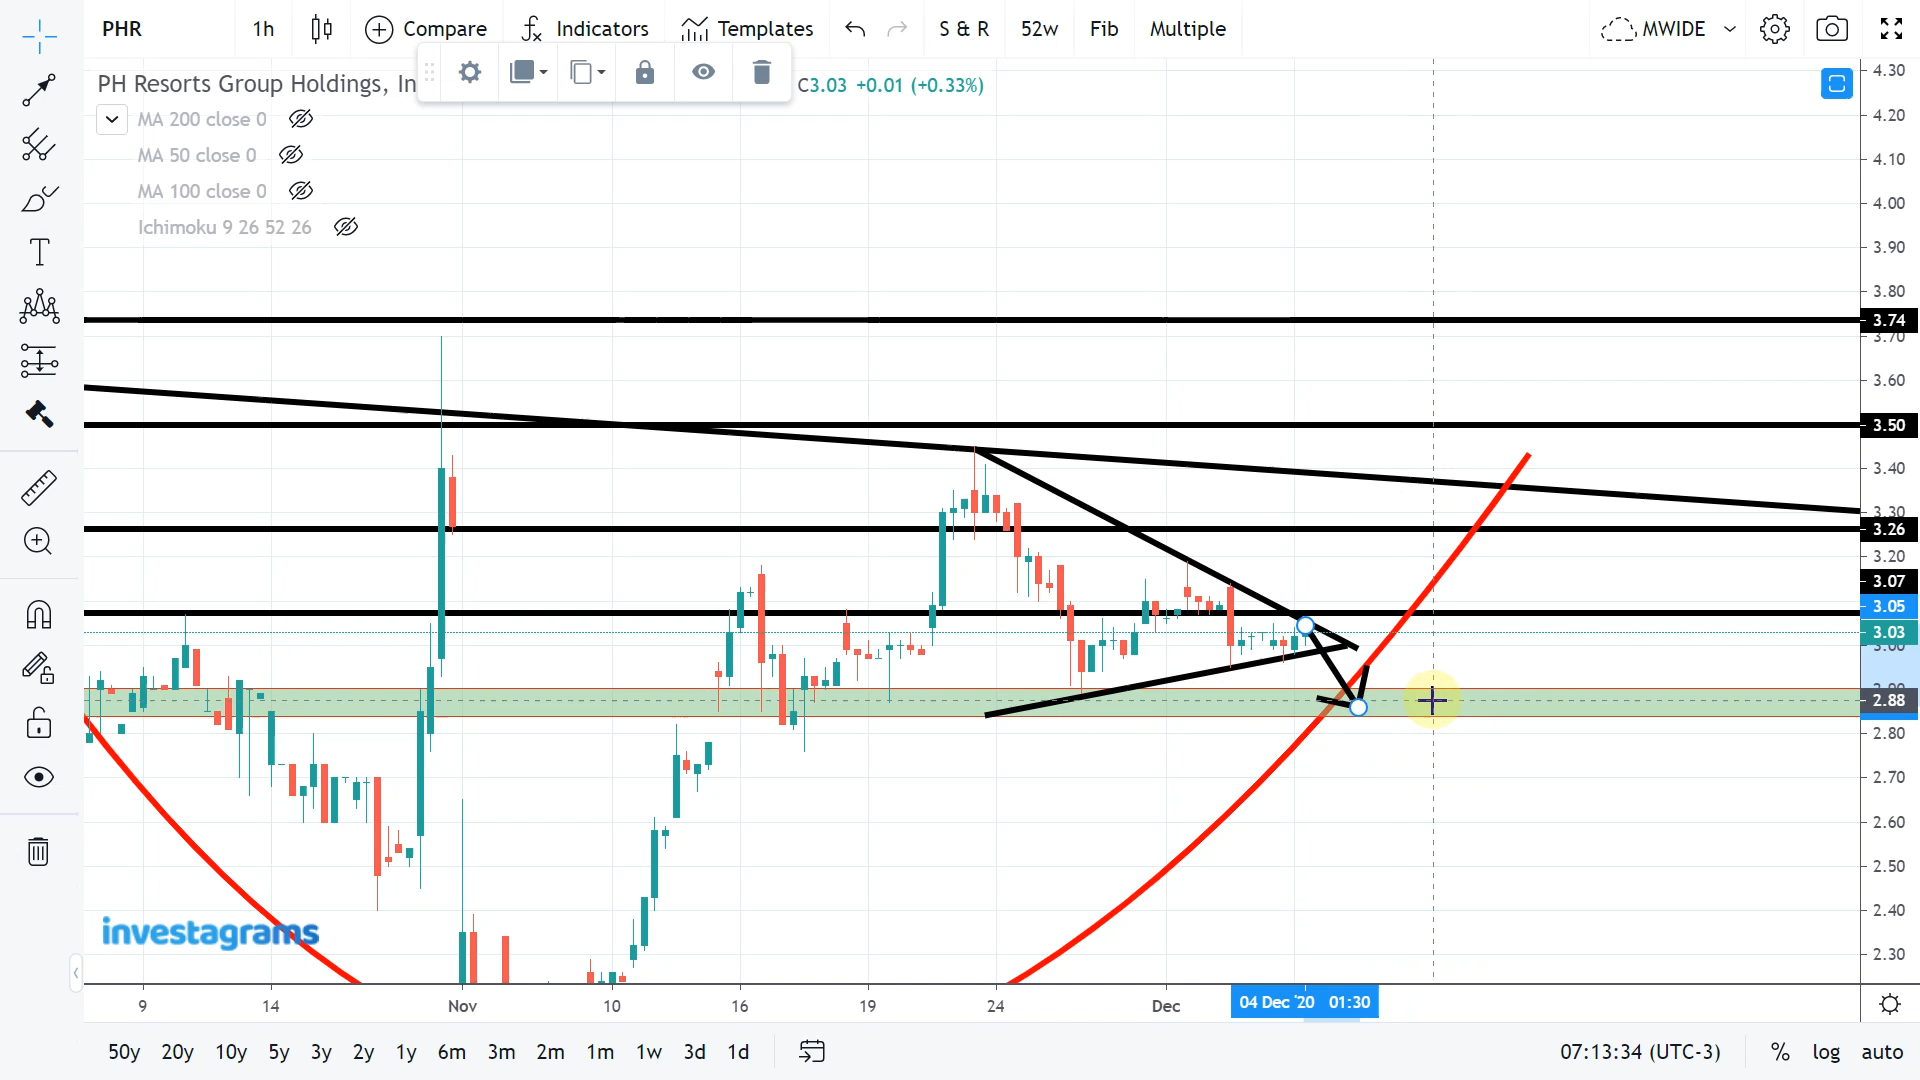 PHR 1h Compare Indicators Templates S & R 52w Fib Multiple MWIDE
PH Resorts Group Holdings, In C3.03 +0.01 (+0.33%)
MA 200 close 0
MA 50 close 0
MA 100 close 0
Ichimoku 9 26 52 26
4.30
4.20
4.10
4.00
3.90
3.80
3.74
3.70
3.60
3.50
3.40
3.30
3.26
3.20
3.07
3.05
3.03
3.00
2.88
2.80
2.70
2.60
2.50
2.40
2.30
investagrams
9 14 Nov 10 16 19 24 Dec 04 Dec '20 01:30
50y 20y 10y 5y 3y 2y 1y 6m 3m 2m 1m 1w 3d 1d 07:13:34 (UTC-3) % log auto